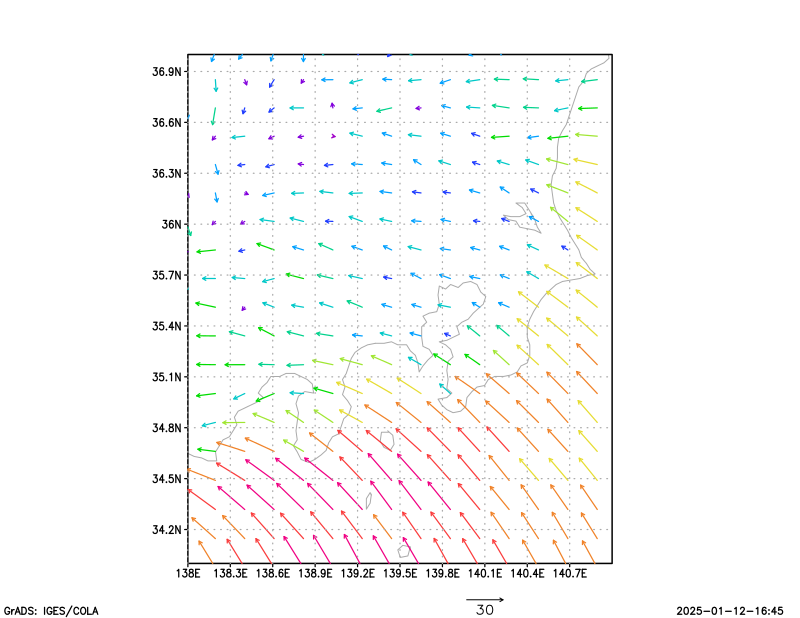 36.9N
36.6N
36.3N
36N
35.7N
35.4N
35.1N
34.8N
34.5N
34.2N
138E 138.3E 138.6E 138.9E 139.2E 139.5E 139.8E 140.1E 140.4E 140.7E
30
GrADS: IGES/COLA 2025-01-12-16:45